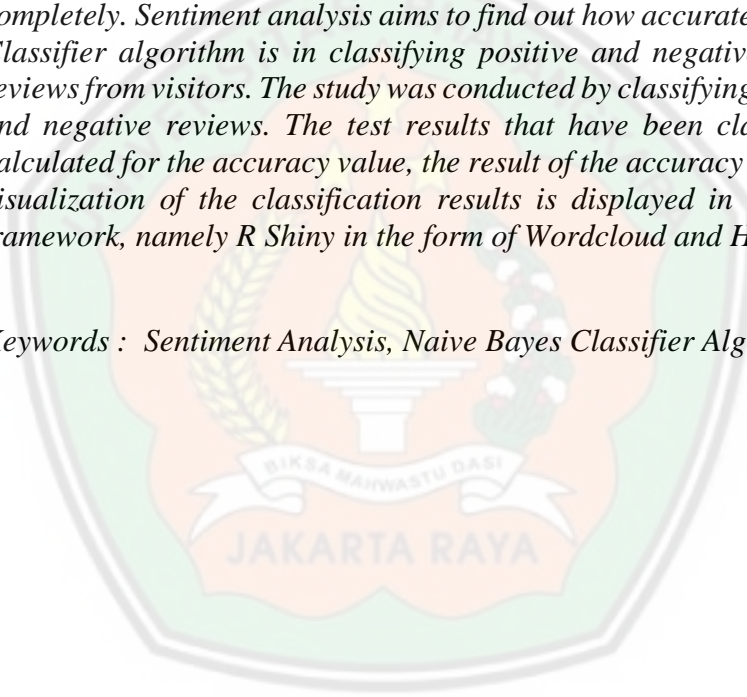 ompletely. Sentiment analysis aims to find out how accurate
Classifier algorithm is in classifying positive and negative
eviews from visitors. The study was conducted by classifying
nd negative reviews. The test results that have been cla
alculated for the accuracy value, the result of the accuracy
isualization of the classification results is displayed in
ramework, namely R Shiny in the form of Wordcloud and H
Keywords : Sentiment Analysis, Naive Bayes Classifier Alg
BIKSA MAHWASTU DASI
JAKARTA RAYA